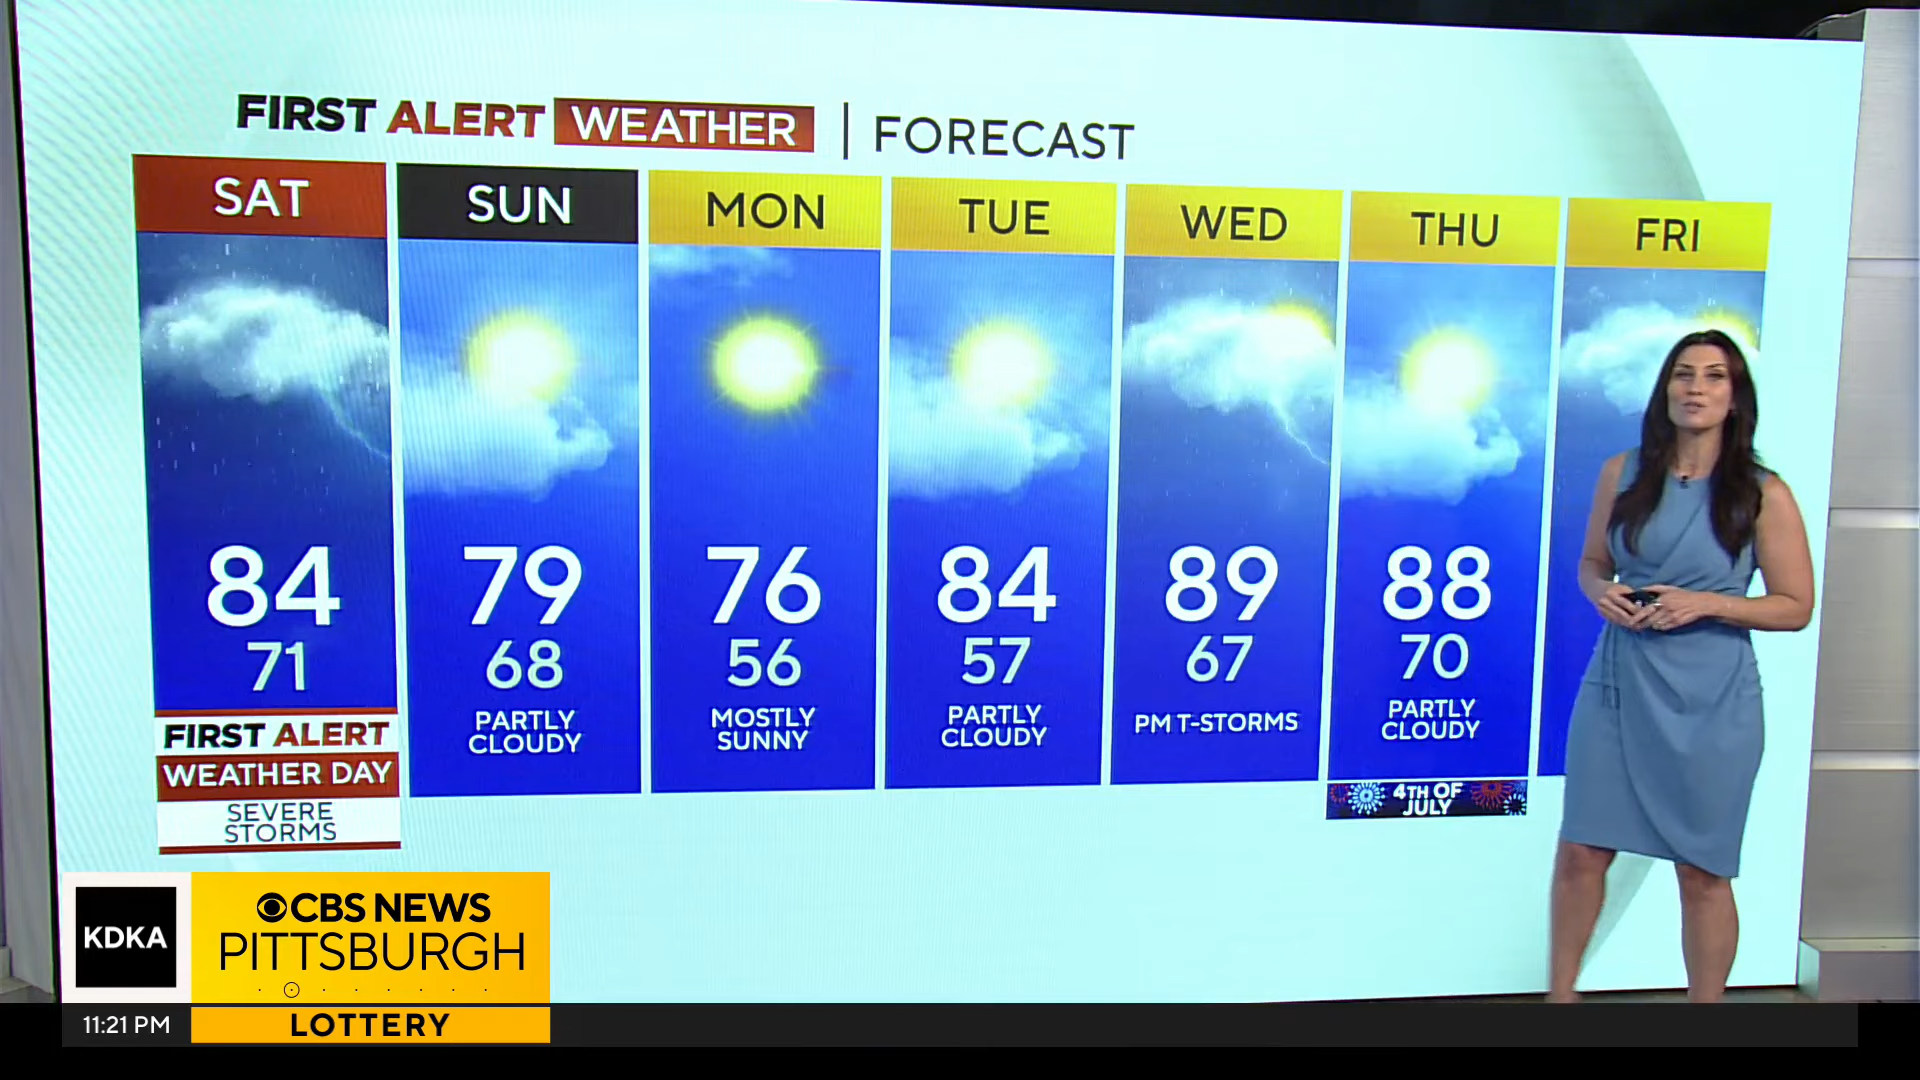 FIRST ALERT WEATHER | FORECAST
SAT
84
71
FIRST ALERT
WEATHER DAY
SEVERE
STORMS
SUN
79
68
PARTLY
CLOUDY
MON
76
56
MOSTLY
SUNNY
TUE
84
57
PARTLY
CLOUDY
WED
89
67
PM T-STORMS
THU
88
70
PARTLY
CLOUDY
4TH OF
JULY
FRI
KDKA
CBS NEWS
PITTSBURGH
11:21 PM
LOTTERY